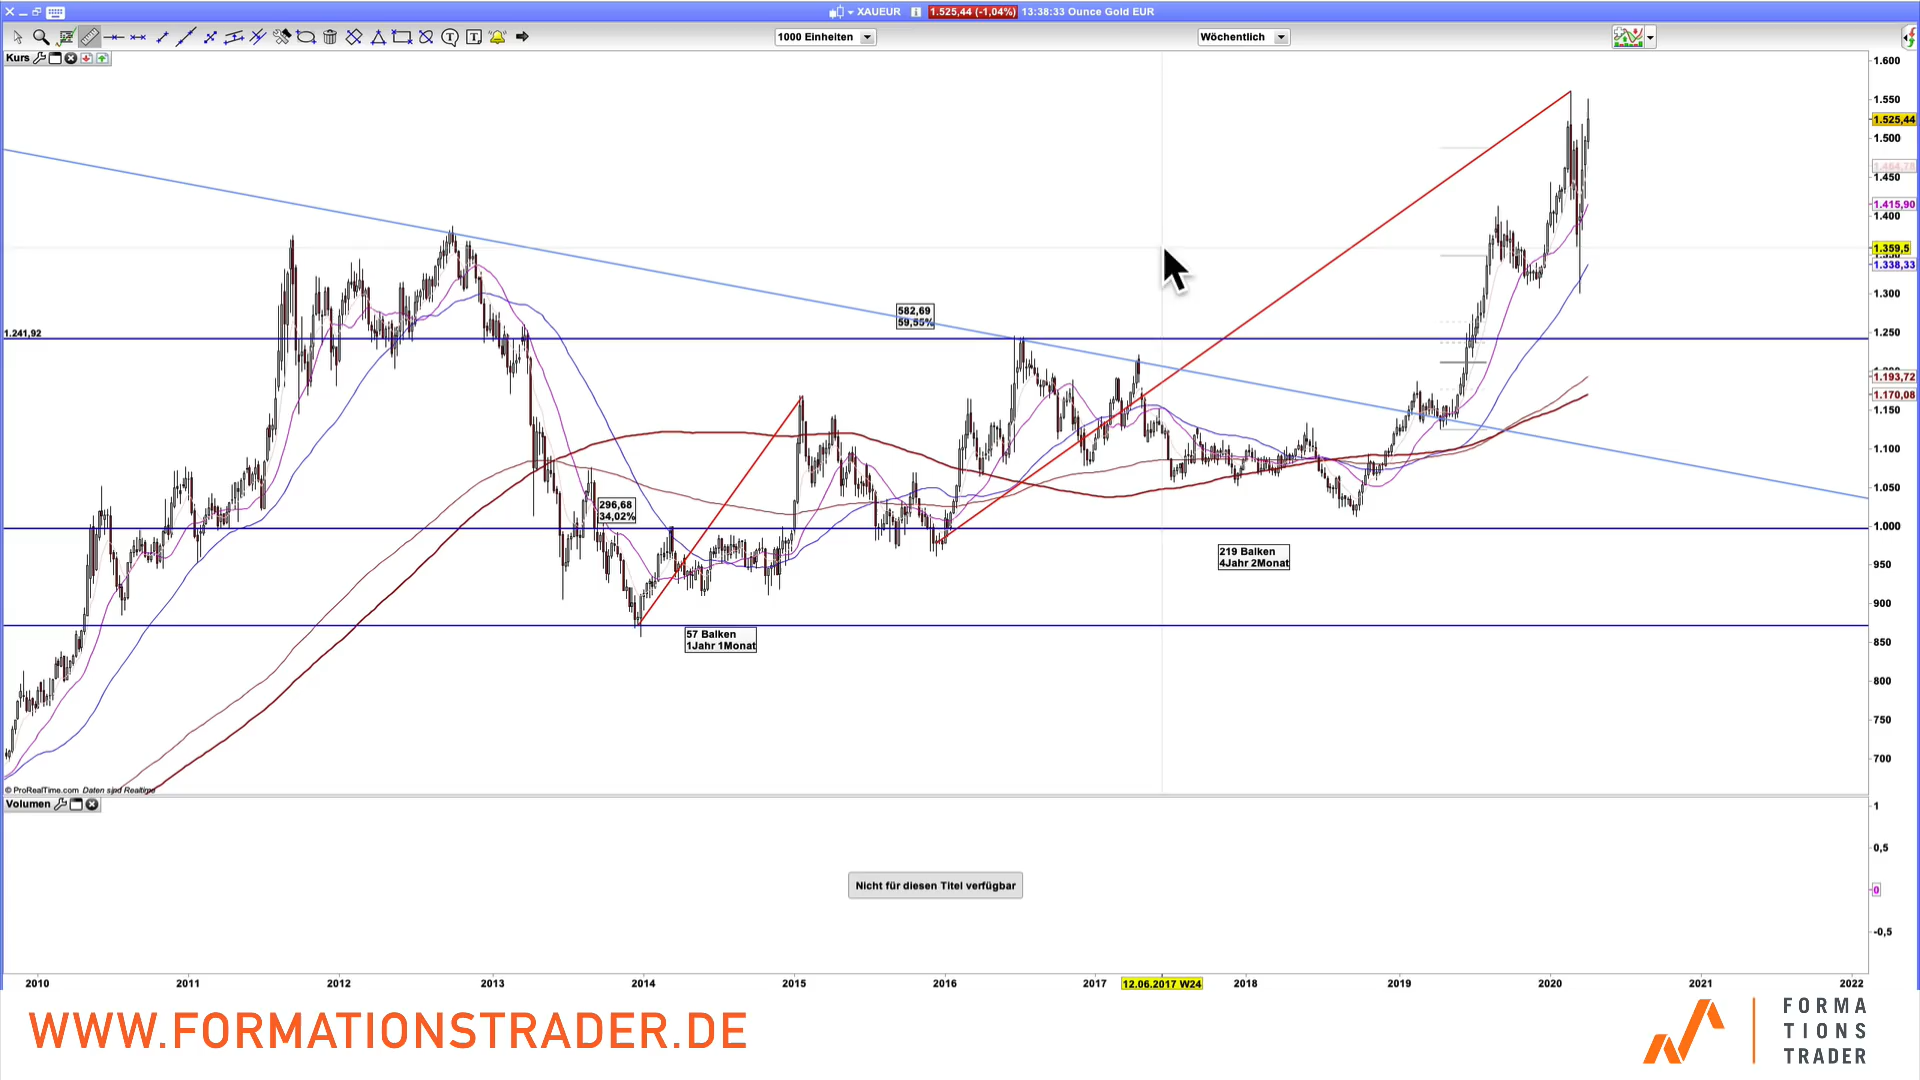 XAUEUR
1.525,44 (-1,04%)
13:38:33 Ounce Gold EUR
1000 Einheiten
Wöchentlich
Kurs
1.600
1.550
1.525,44
1.500
1.464,78
1.450
1.415,90
1.400
1.359,5
1.338,33
1.300
1.250
1.241,92
1.193,72
1.170,08
1.150
1.100
1.050
1.000
950
900
850
800
750
700
582,69
59,55%
296,68
34,02%
219 Balken
4Jahr 2Monat
57 Balken
1Jahr 1Monat
© ProRealTime.com Daten sind Realtime
Volumen
1
0,5
0
-0,5
Nicht für diesen Titel verfügbar
2010
2011
2012
2013
2014
2015
2016
2017
12.06.2017 W24
2018
2019
2020
2021
2022
WWW.FORMATIONSTRADER.DE
FORMA
TIONS
TRADER